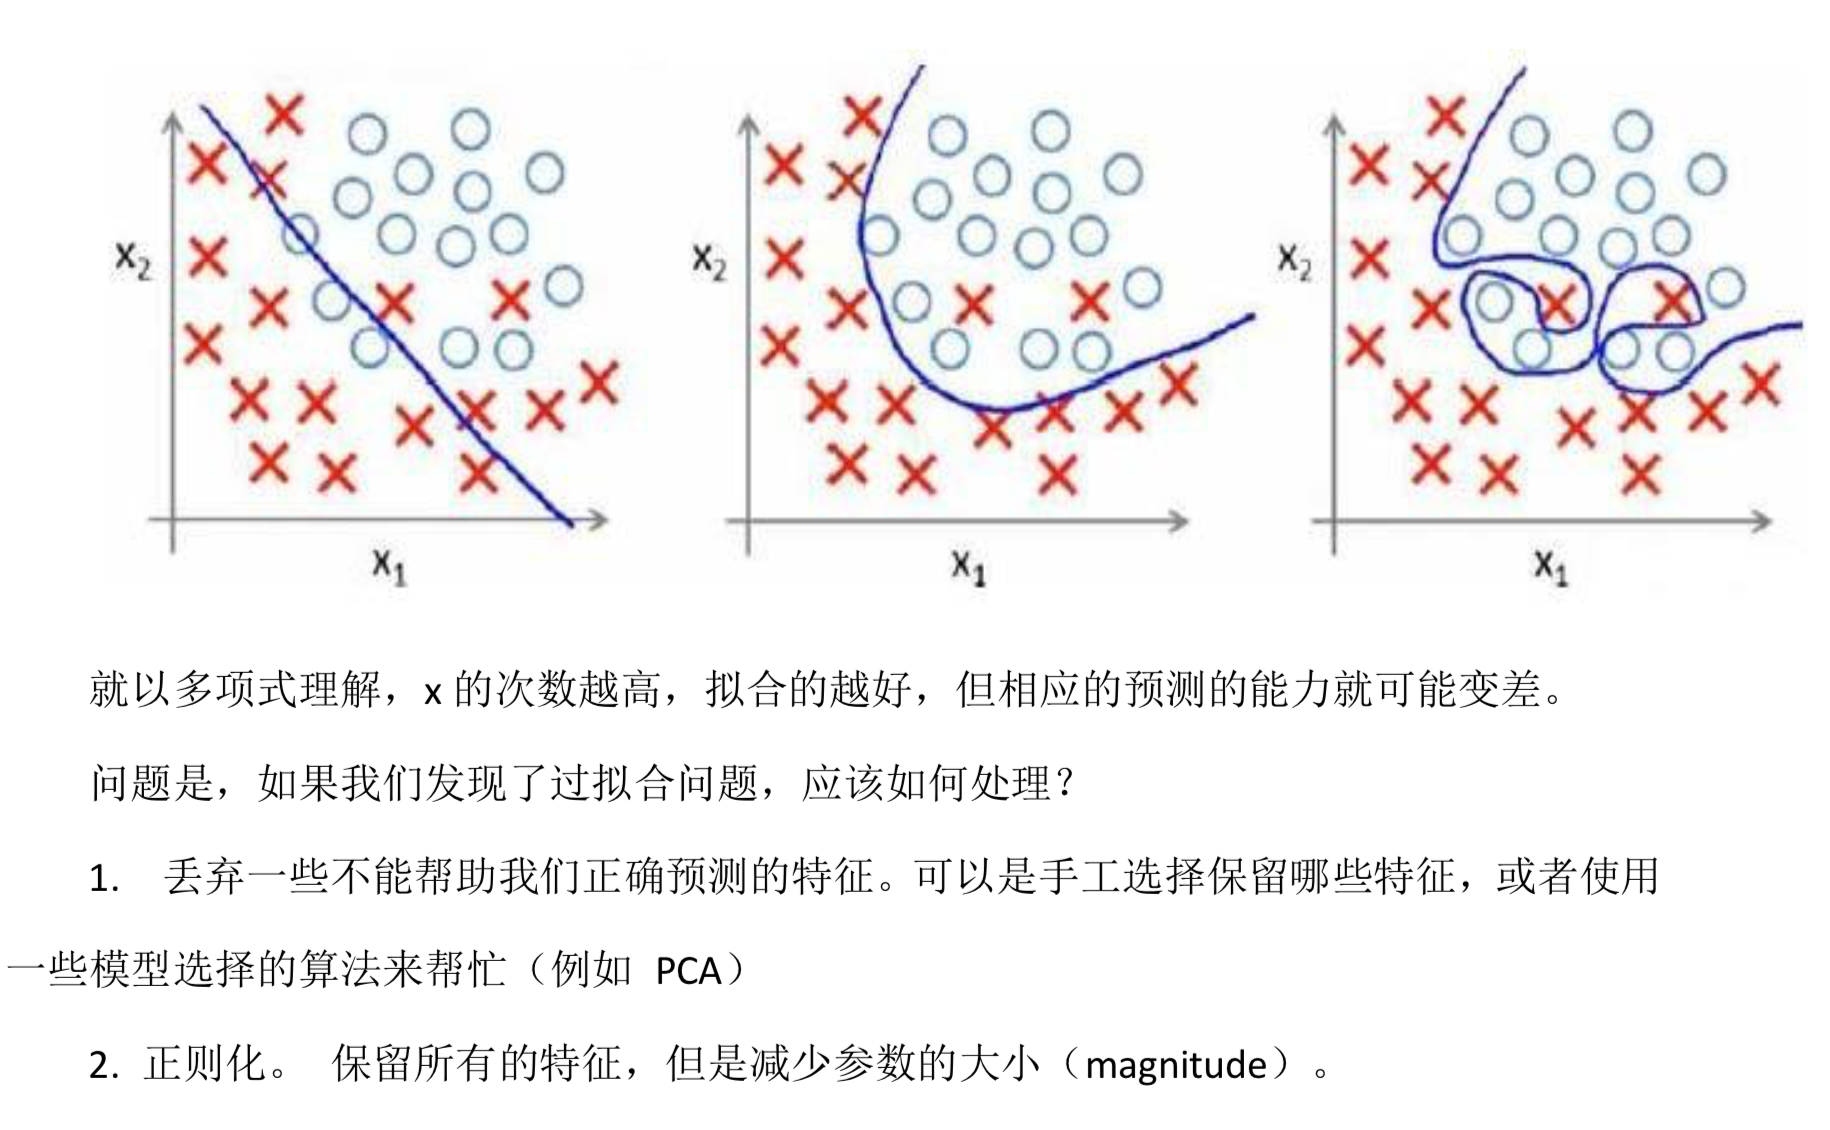 x₂
x₁
x₂
x₁
x₂
x₁
就以多项式理解，x 的次数越高，拟合的越好，但相应的预测的能力就可能变差。
问题是，如果我们发现了过拟合问题，应该如何处理？
1. 丢弃一些不能帮助我们正确预测的特征。可以是手工选择保留哪些特征，或者使用
一些模型选择的算法来帮忙（例如 PCA）
2. 正则化。 保留所有的特征，但是减少参数的大小（magnitude）。